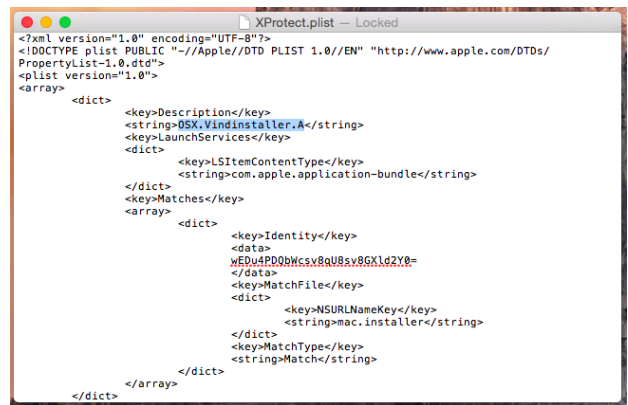 XProtect.plist — Locked
<?xml version="1.0" encoding="UTF-8"?>
<!DOCTYPE plist PUBLIC "-//Apple//DTD PLIST 1.0//EN" "http://www.apple.com/DTDs/
PropertyList-1.0.dtd">
<plist version="1.0">
<array>
<dict>
<key>Description</key>
<string>OSX.Vindinstaller.A</string>
<key>LaunchServices</key>
<dict>
<key>LSItemContentType</key>
<string>com.apple.application-bundle</string>
</dict>
<key>Matches</key>
<array>
<dict>
<key>Identity</key>
<data>
wEDu4PDQbWcsv8qU8sv8GXld2Y0=
</data>
<key>MatchFile</key>
<dict>
<key>NSURLNameKey</key>
<string>mac.installer</string>
</dict>
<key>MatchType</key>
<string>Match</string>
</dict>
</array>
</dict>